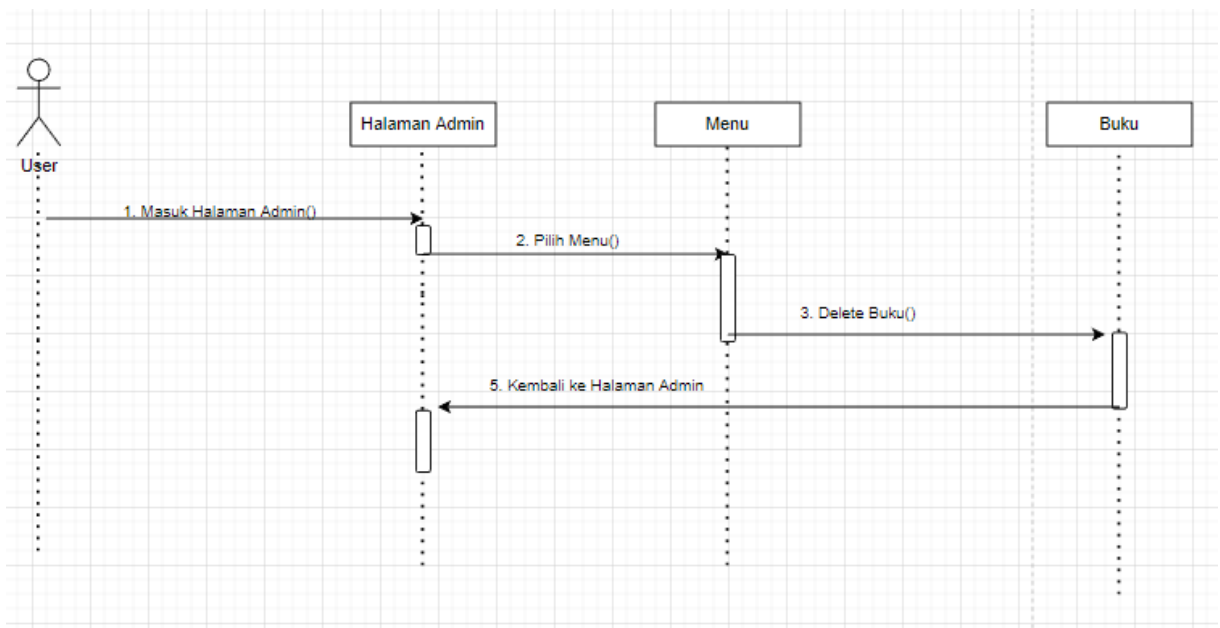 Halaman Admin
Menu
Buku
User
1. Masuk Halaman Admin()
2. Pilih Menu()
3. Delete Buku()
5. Kembali ke Halaman Admin